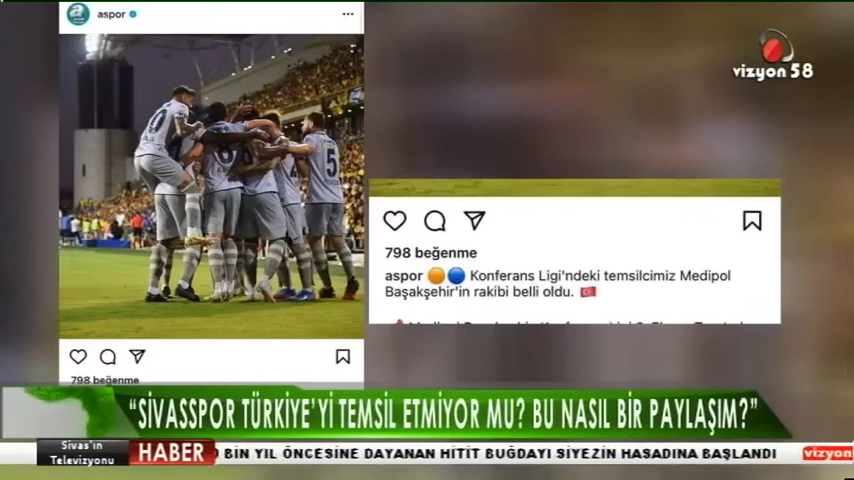 aspor
vizyon 58
798 beğenme
aspor 🟠🔵 Konferans Ligi'ndeki temsilcimiz Medipol
Başakşehir'in rakibi belli oldu. 🇹🇷
798 beğenme
"SİVASSPOR TÜRKİYE'Yİ TEMSİL ETMİYOR MU? BU NASIL BİR PAYLAŞIM?"
Sivas'ın
Televizyonu
HABER
BİN YIL ÖNCESİNE DAYANAN HİTİT BUĞDAYI SİYEZİN HASADINA BAŞLANDI
vizyon
5